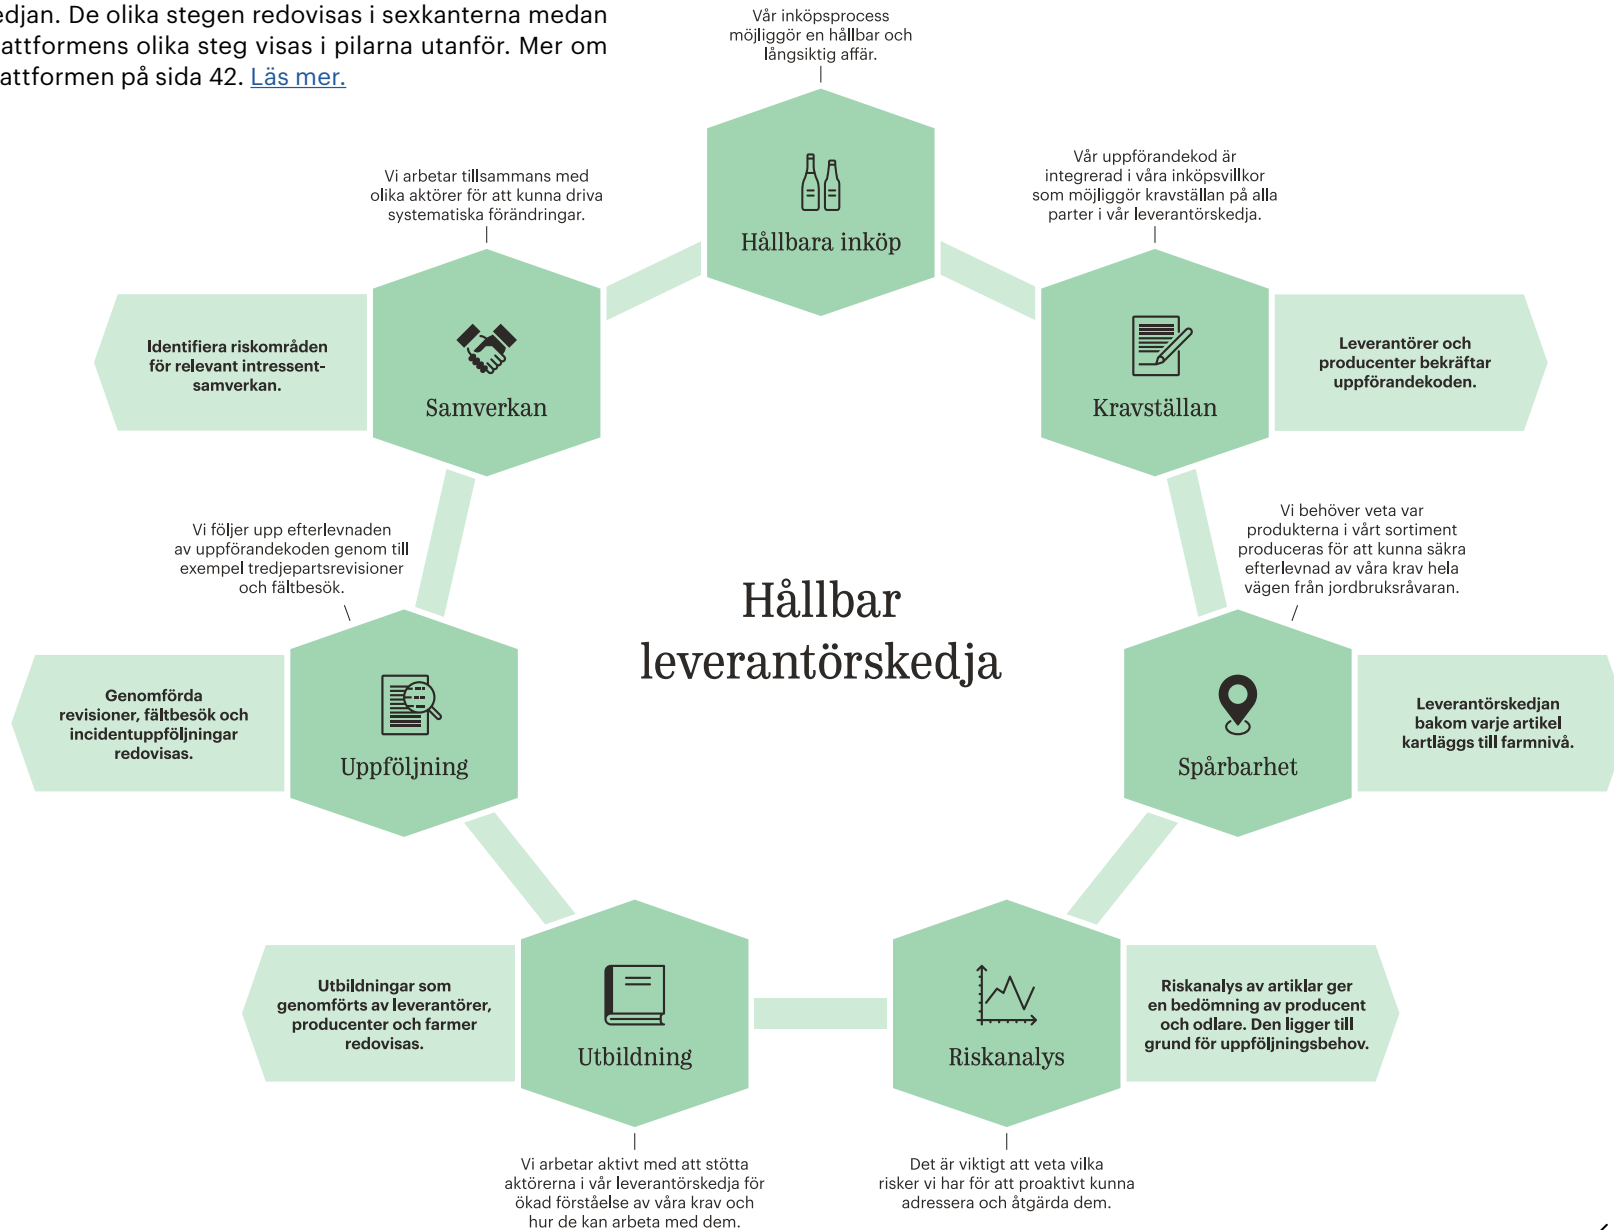 edjan. De olika stegen redovisas i sexkanterna medan
attformens olika steg visas i pilarna utanför. Mer om
attformen på sida 42. Läs mer.
Vår inköpsprocess
möjliggör en hållbar och
långsiktig affär.
Hållbara inköp
Vår uppförandekod är
integrerad i våra inköpsvillkor
som möjliggör kravställan på alla
parter i vår leverantörskedja.
Kravställan
Leverantörer och
producenter bekräftar
uppförandekoden.
Vi behöver veta var
produkterna i vårt sortiment
produceras för att kunna säkra
efterlevnad av våra krav hela
vägen från jordbruksråvaran.
Spårbarhet
Leverantörskedjan
bakom varje artikel
kartläggs till farmnivå.
Riskanalys
Riskanalys av artiklar ger
en bedömning av producent
och odlare. Den ligger till
grund för uppföljningsbehov.
Det är viktigt att veta vilka
risker vi har för att proaktivt kunna
adressera och åtgärda dem.
Utbildning
Utbildningar som
genomförts av leverantörer,
producenter och farmer
redovisas.
Vi arbetar aktivt med att stötta
aktörerna i vår leverantörskedja för
ökad förståelse av våra krav och
hur de kan arbeta med dem.
Vi följer upp efterlevnaden
av uppförandekoden genom till
exempel tredjepartsrevisioner
och fältbesök.
Uppföljning
Genomförda
revisioner, fältbesök och
incidentuppföljningar
redovisas.
Vi arbetar tillsammans med
olika aktörer för att kunna driva
systematiska förändringar.
Samverkan
Identifiera riskområden
för relevant intressent-
samverkan.
Hållbar
leverantörskedja